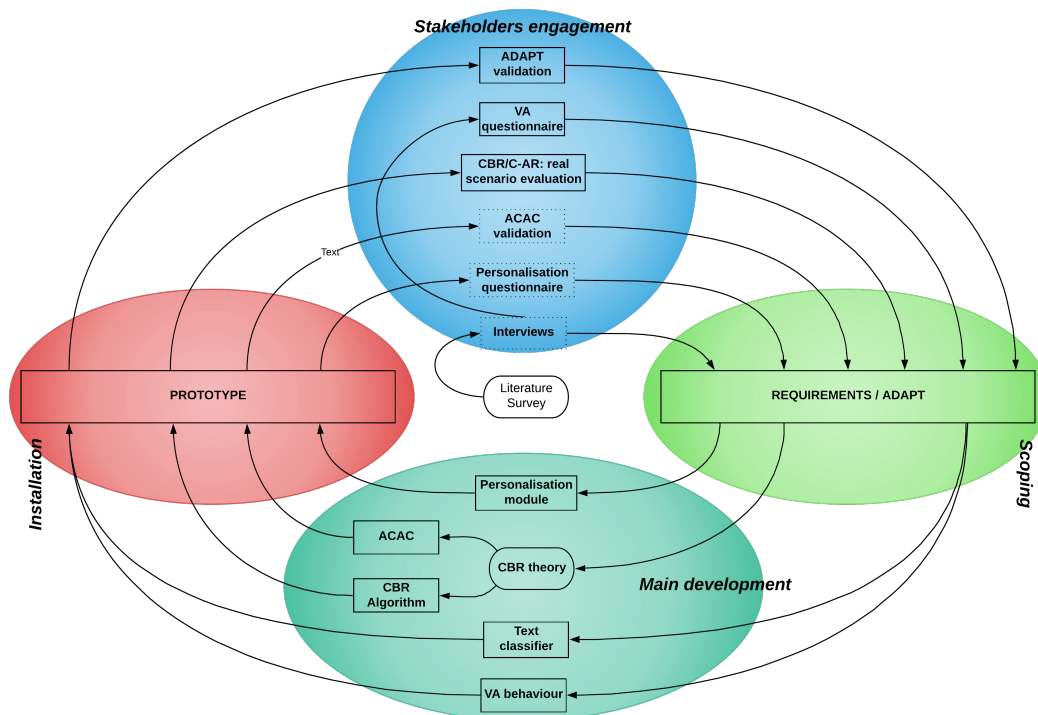 Stakeholders engagement
ADAPT
validation
VA
questionnaire
CBR/C-AR: real
scenario evaluation
ACAC
validation
Text
Personalisation
questionnaire
Interviews
Literature
Survey
PROTOTYPE
REQUIREMENTS / ADAPT
Installation
Scoping
Personalisation
module
ACAC
CBR theory
CBR
Algorithm
Main development
Text
classifier
VA behaviour